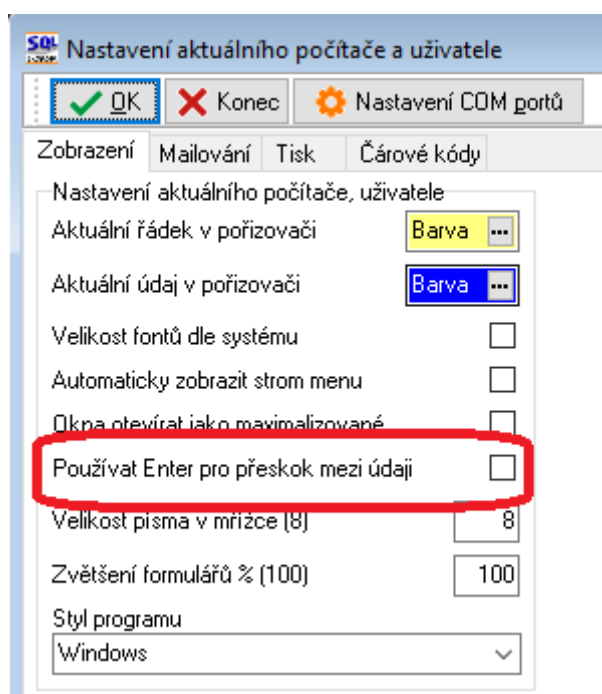 SQL
Nastavení aktuálního počítače a uživatele
OK Konec Nastavení COM portů
Zobrazení Mailování Tisk Čárové kódy
Nastavení aktuálního počítače, uživatele
Aktuální řádek v pořizovači Barva ...
Aktuální údaj v pořizovači Barva ...
Velikost fontů dle systému
Automaticky zobrazit strom menu
Okna otevírat jako maximalizované
Používat Enter pro přeskok mezi údaji
Velikost písma v mřížce (8) 8
Zvětšení formulářů % (100) 100
Styl programu
Windows